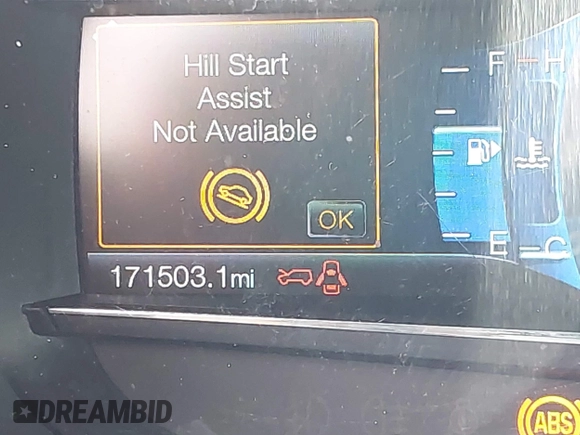 Hill Start
Assist
Not Available
OK
F H
E C
171503.1mi
ABS
DREAMBID